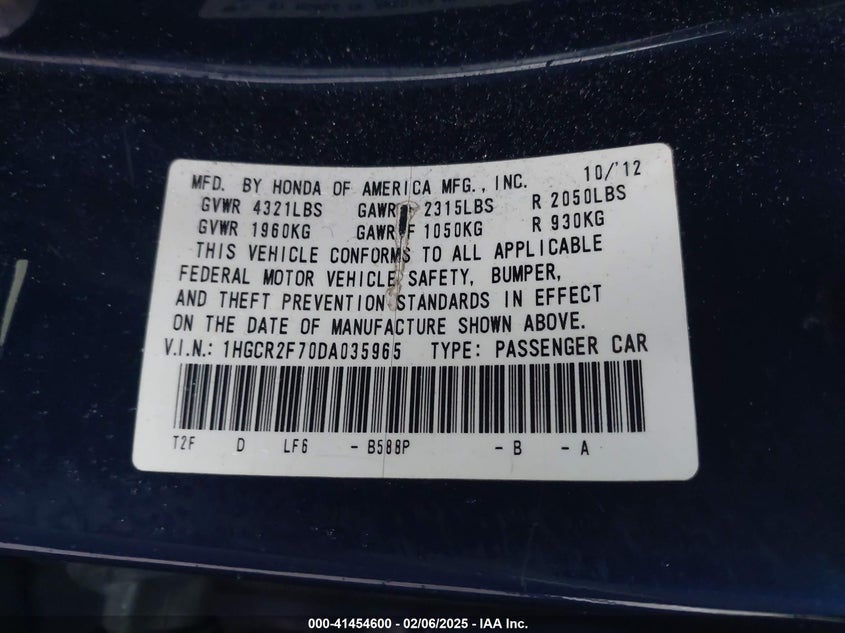 MFD. BY HONDA OF AMERICA MFG., INC. 10/'12
GVWR 4321LBS GAWR 2315LBS R 2050LBS
GVWR 1960KG GAWR F 1050KG R 930KG
THIS VEHICLE CONFORMS TO ALL APPLICABLE
FEDERAL MOTOR VEHICLE SAFETY, BUMPER,
AND THEFT PREVENTION STANDARDS IN EFFECT
ON THE DATE OF MANUFACTURE SHOWN ABOVE.
V.I.N.: 1HGCR2F70DA035965 TYPE: PASSENGER CAR
T2F D LF6 - B588P - B - A
000-41454600 - 02/06/2025 - IAA Inc.